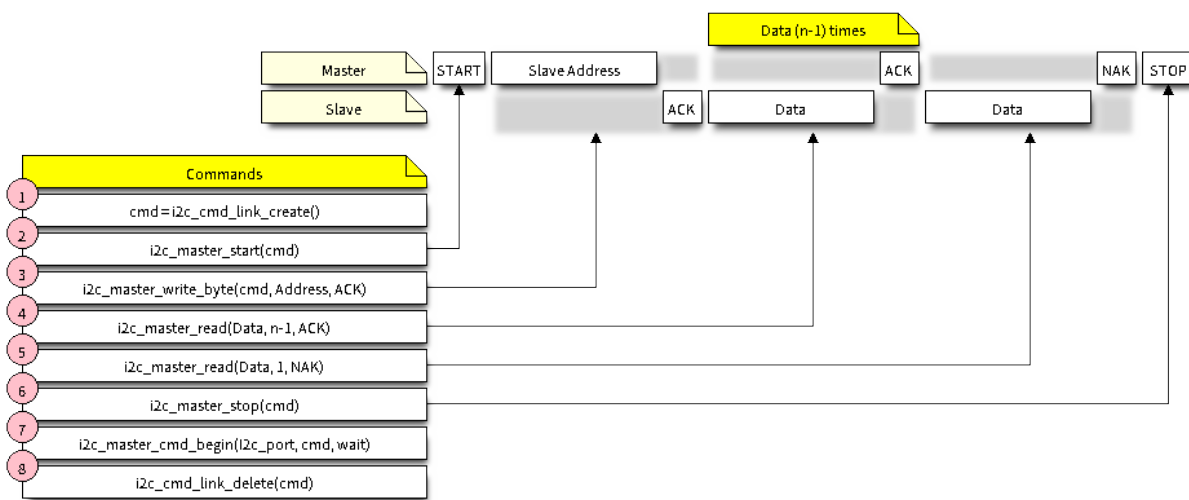 Data (n-1) times
Master START Slave Address ACK NAK STOP
Slave ACK Data Data
Commands
1
cmd = i2c_cmd_link_create()
2
i2c_master_start(cmd)
3
i2c_master_write_byte(cmd, Address, ACK)
4
i2c_master_read(Data, n-1, ACK)
5
i2c_master_read(Data, 1, NAK)
6
i2c_master_stop(cmd)
7
i2c_master_cmd_begin(I2c_port, cmd, wait)
8
i2c_cmd_link_delete(cmd)